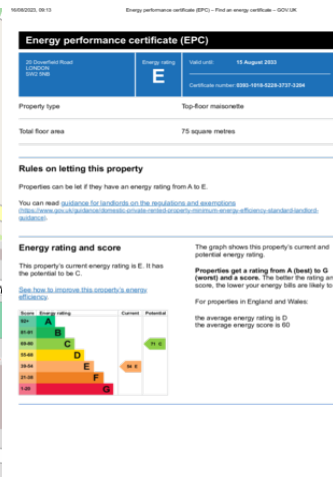 16/08/2023, 09:13 Energy performance certificate (EPC) – Find an energy certificate – GOV.UK
Energy performance certificate (EPC)
20 Doverfield Road
LONDON
SW2 5NB
Energy rating
E
Valid until: 15 August 2033
Certificate number: 9395-1016-5226-3737-3204
Property type Top-floor maisonette
Total floor area 75 square metres
Rules on letting this property
Properties can be let if they have an energy rating from A to E.
You can read guidance for landlords on the regulations and exemptions
(https://www.gov.uk/guidance/domestic-private-rented-property-minimum-energy-efficiency-standard-landlord-
guidance).
Energy rating and score
This property's current energy rating is E. It has
the potential to be C.
See how to improve this property's energy
efficiency.
Score Energy rating Current Potential
92+ A
81-91 B
69-80 C 71 C
55-68 D
39-54 E 54 E
21-38 F
1-20 G
The graph shows this property's current and
potential energy rating.
Properties get a rating from A (best) to G
(worst) and a score. The better the rating an
score, the lower your energy bills are likely to
For properties in England and Wales:
the average energy rating is D
the average energy score is 60